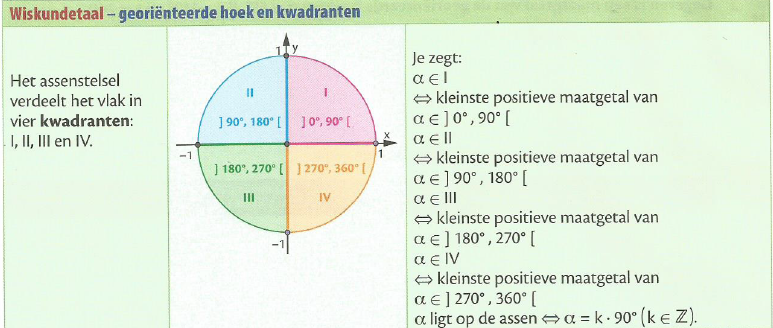 Wiskundetaal – georiënteerde hoek en kwadranten
Het assenstelsel
verdeelt het vlak in
vier kwadranten:
I, II, III en IV.
1 y
II
I
] 90°, 180° [
] 0°, 90° [
x
−1
1
] 180°, 270° [
] 270°, 360° [
III
IV
−1
Je zegt:
α ∈ I
⇔ kleinste positieve maatgetal van
α ∈ ] 0°, 90° [
α ∈ II
⇔ kleinste positieve maatgetal van
α ∈ ] 90°, 180° [
α ∈ III
⇔ kleinste positieve maatgetal van
α ∈ ] 180°, 270° [
α ∈ IV
⇔ kleinste positieve maatgetal van
α ∈ ] 270°, 360° [
α ligt op de assen ⇔ α = k · 90° (k ∈ ℤ).